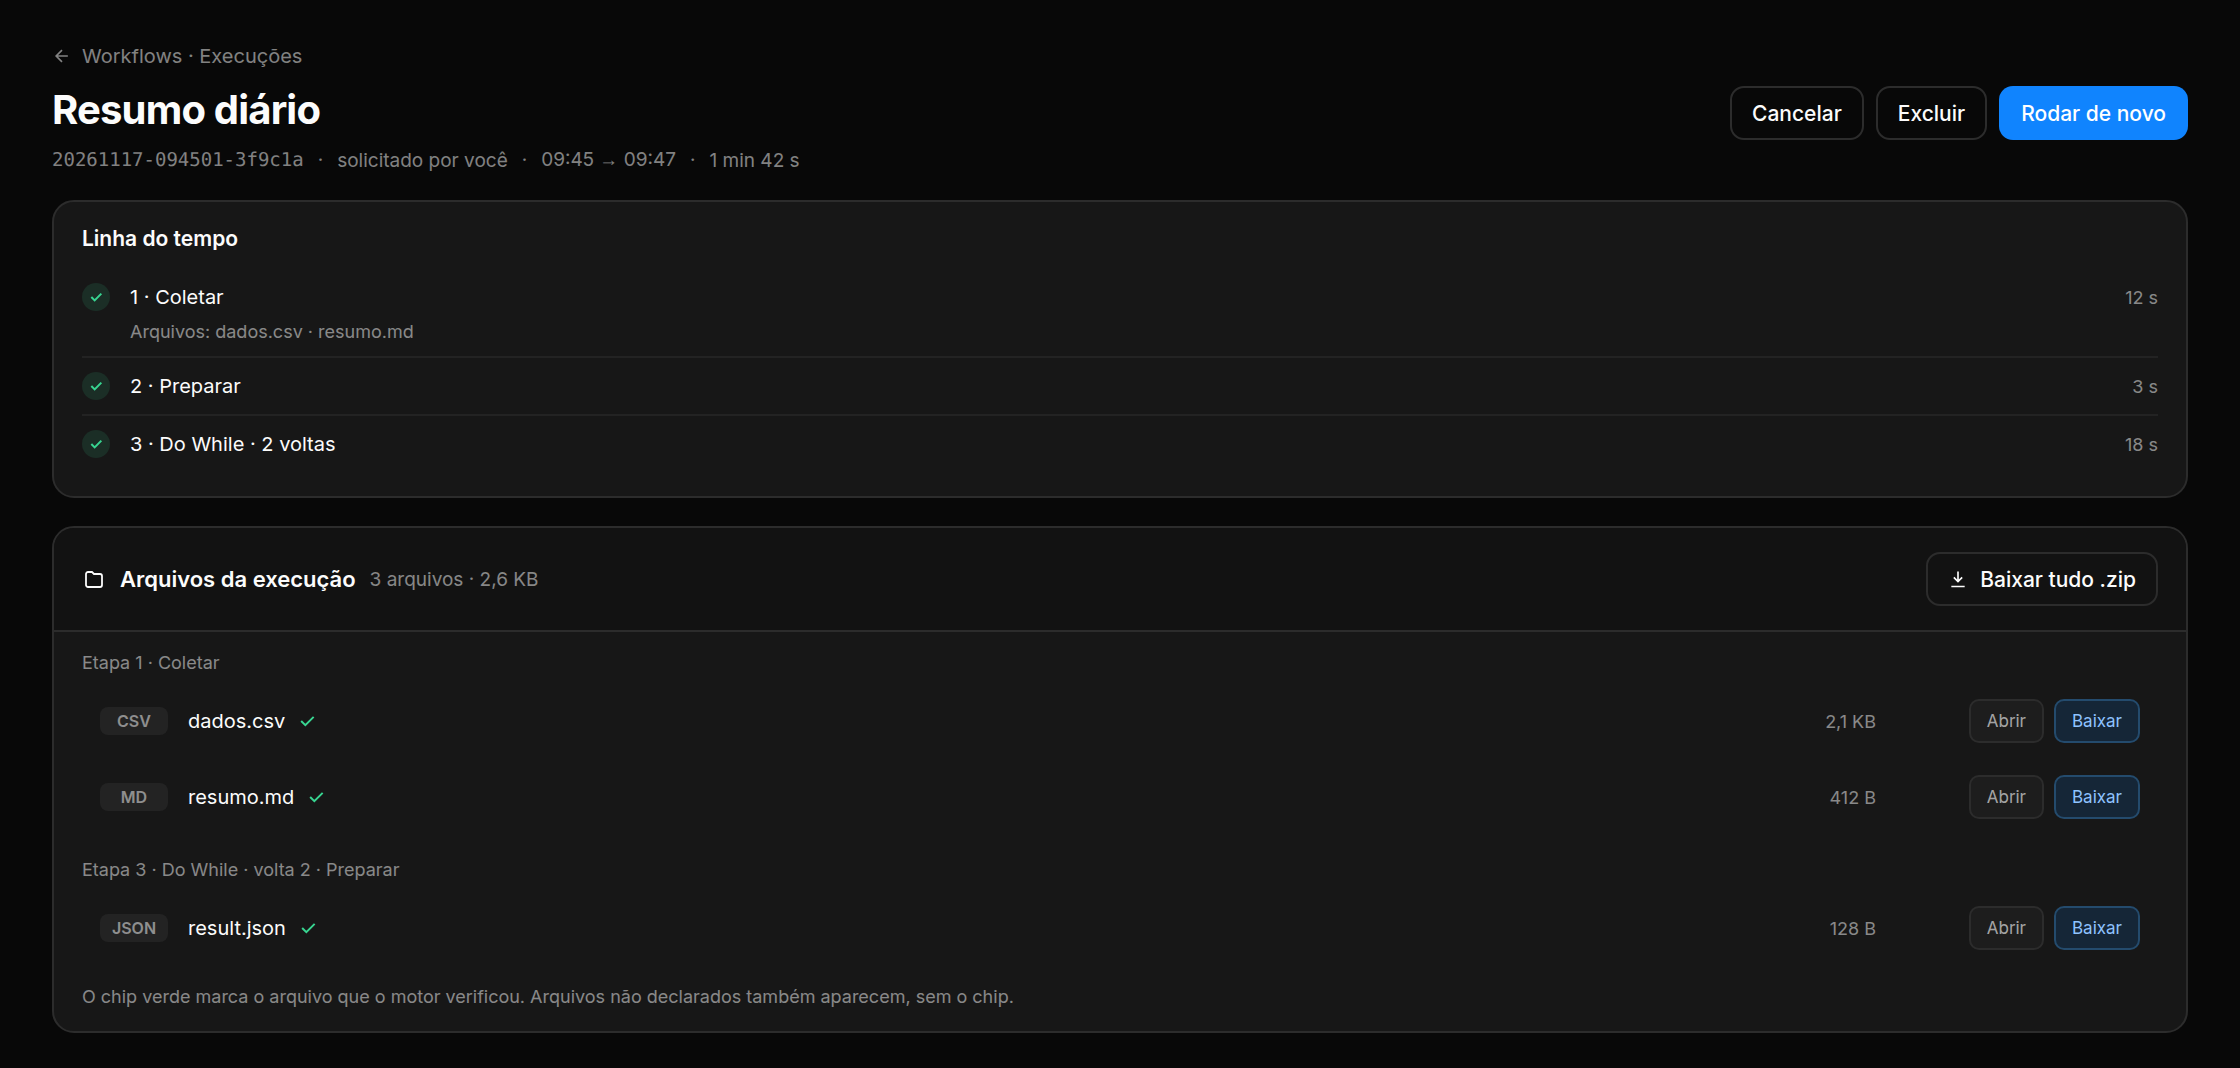 ← Workflows · Execuções
Resumo diário
Cancelar
Excluir
Rodar de novo
20261117-094501-3f9c1a · solicitado por você · 09:45 → 09:47 · 1 min 42 s
Linha do tempo
1 · Coletar 12 s
Arquivos: dados.csv · resumo.md
2 · Preparar 3 s
3 · Do While · 2 voltas 18 s
Arquivos da execução 3 arquivos · 2,6 KB Baixar tudo .zip
Etapa 1 · Coletar
CSV dados.csv 2,1 KB Abrir Baixar
MD resumo.md 412 B Abrir Baixar
Etapa 3 · Do While · volta 2 · Preparar
JSON result.json 128 B Abrir Baixar
O chip verde marca o arquivo que o motor verificou. Arquivos não declarados também aparecem, sem o chip.